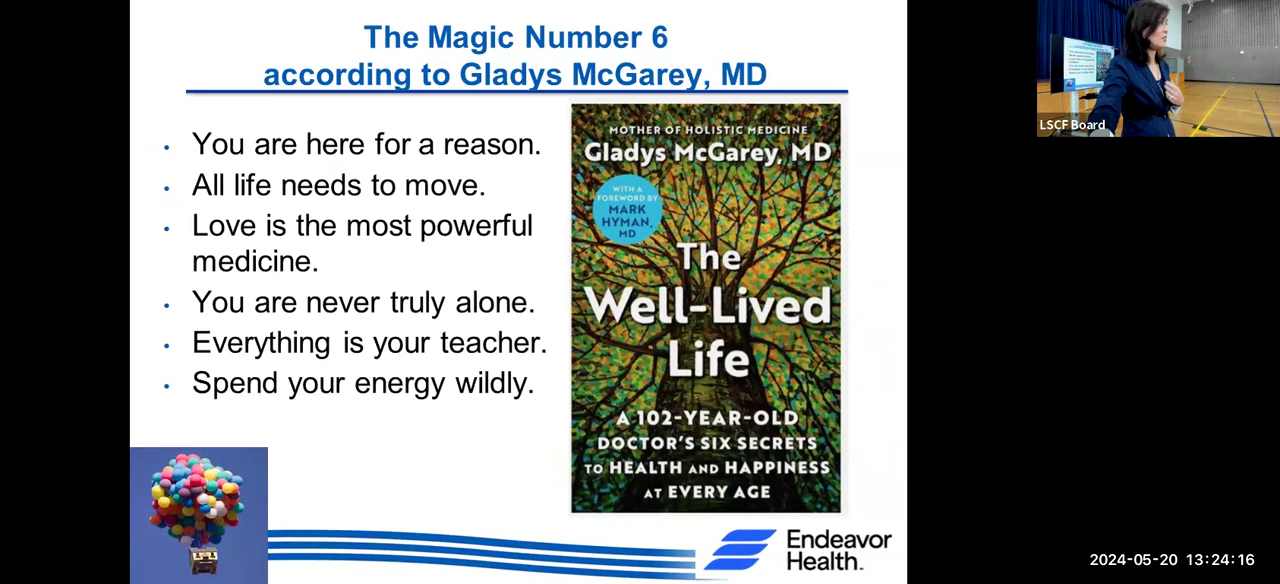 The Magic Number 6
according to Gladys McGarey, MD
• You are here for a reason.
• All life needs to move.
• Love is the most powerful
medicine.
• You are never truly alone.
• Everything is your teacher.
• Spend your energy wildly.
MOTHER OF HOLISTIC MEDICINE
Gladys McGarey, MD
WITH A
FOREWORD BY
MARK
HYMAN,
MD
The
Well-Lived
Life
A 102-YEAR-OLD
DOCTOR'S SIX SECRETS
TO HEALTH AND HAPPINESS
AT EVERY AGE
Endeavor
Health
LSCF Board
2024-05-20 13:24:16